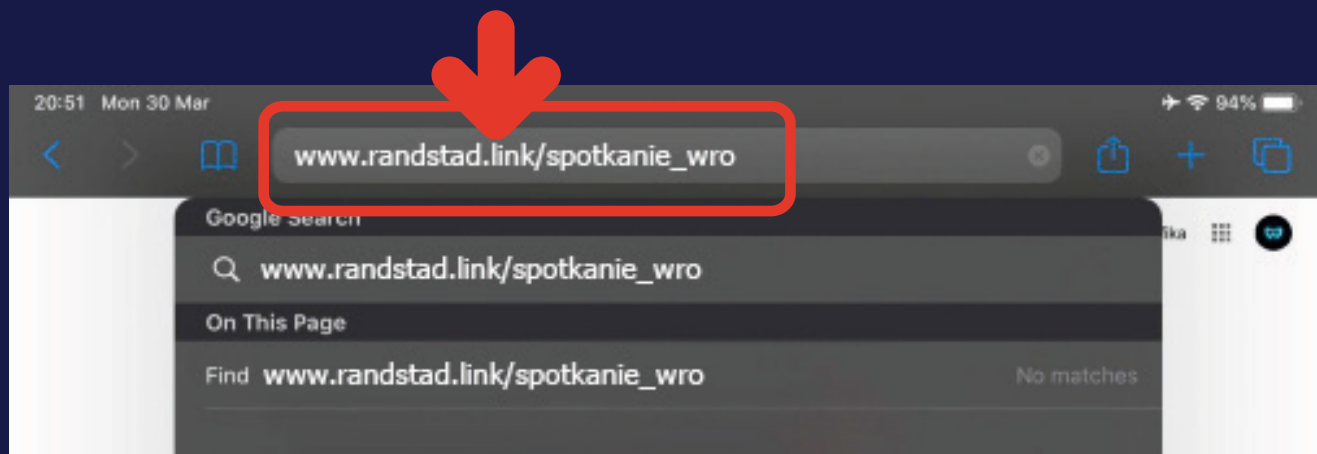 20:51 Mon 30 Mar 94%
www.randstad.link/spotkanie_wro
Google Search
www.randstad.link/spotkanie_wro
On This Page
Find www.randstad.link/spotkanie_wro No matches